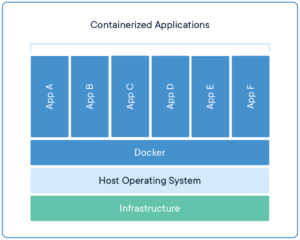 Containerized Applications
App A
App B
App C
App D
App E
App F
Docker
Host Operating System
Infrastructure